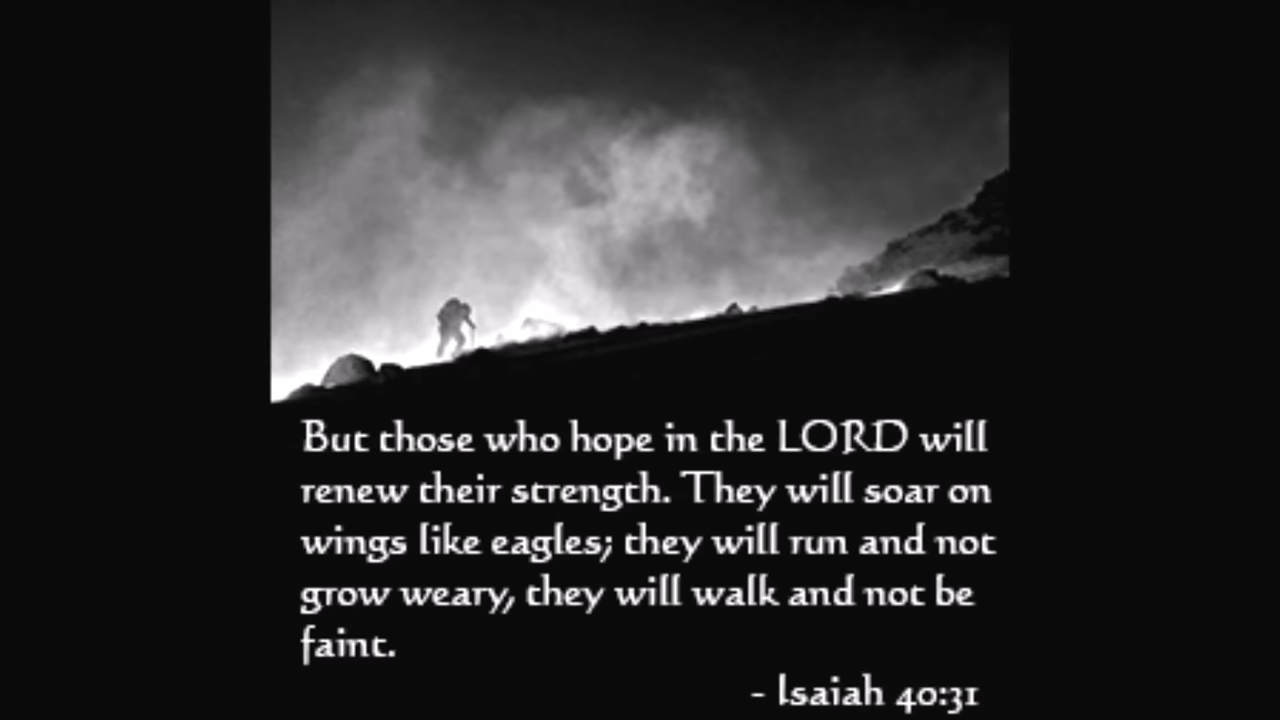 But those who hope in the LORD will
renew their strength. They will soar on
wings like eagles; they will run and not
grow weary, they will walk and not be
faint.
- Isaiah 40:31